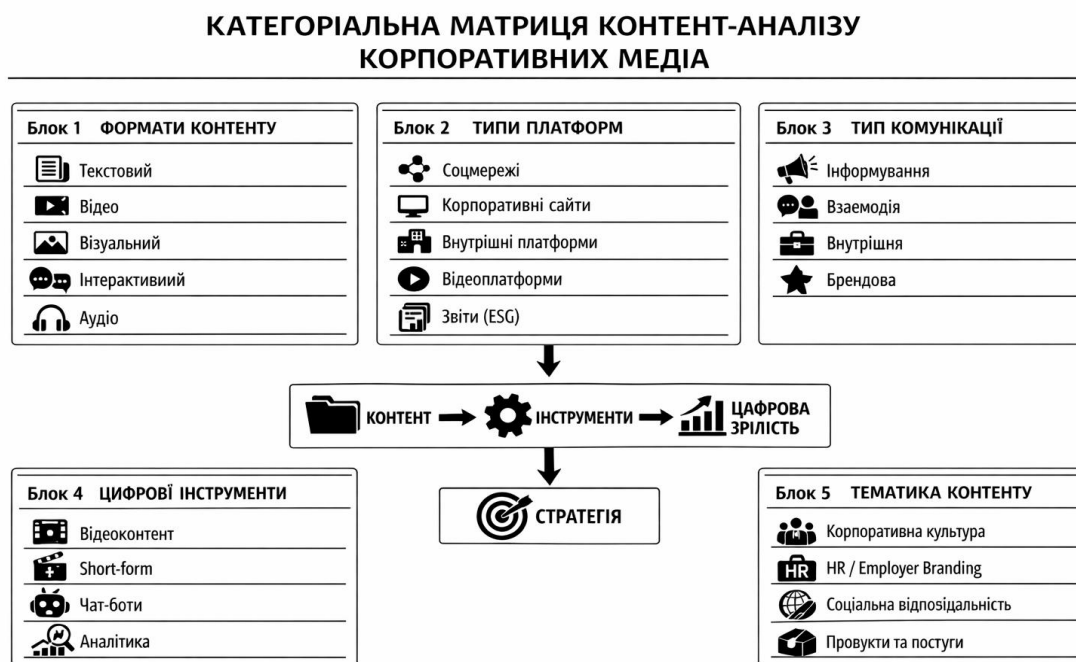 КАТЕГОРІАЛЬНА МАТРИЦЯ КОНТЕНТ-АНАЛІЗУ
КОРПОРАТИВНИХ МЕДІА
Блок 1 ФОРМАТИ КОНТЕНТУ
Текстовий
Відео
Візуальний
Інтерактивиий
Аудіо
Блок 2 ТИПИ ПЛАТФОРМ
Соцмережі
Корпоративні сайти
Внутрішні платформи
Відеоплатформи
Звіти (ESG)
Блок 3 ТИП КОМУНІКАЦІЇ
Інформування
Взаемодія
Внутрішня
Брендова
КОНТЕНТ
ІНСТРУМЕНТИ
ЦАФРОВА
ЗРІЛІСТЬ
СТРАТЕГІЯ
Блок 4 ЦИФРОВІ ІНСТРУМЕНТИ
Відеоконтент
Short-form
Чат-боти
Аналітика
Блок 5 ТЕМАТИКА КОНТЕНТУ
Корпоративна культура
HR
HR / Employer Branding
Соціальна відпозідальність
Провукти та постуги